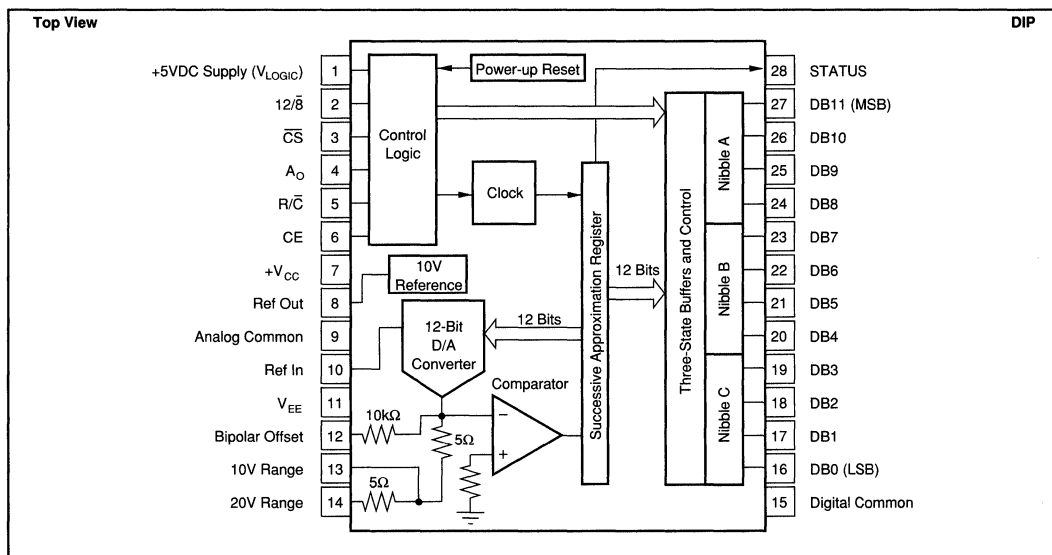 Top View
DIP
+5VDC Supply (V_LOGIC)
1
12/8̅
2
C̅S̅
3
A_O
4
R/C̅
5
CE
6
+V_CC
7
Ref Out
8
Analog Common
9
Ref In
10
V_EE
11
Bipolar Offset
12
10V Range
13
20V Range
14
Control
Logic
Power-up Reset
Clock
10V
Reference
12-Bit
D/A
Converter
12 Bits
Comparator
10kΩ
5Ω
5Ω
−
+
Successive Approximation Register
12 Bits
Three-State Buffers and Control
Nibble A
Nibble B
Nibble C
28
STATUS
27
DB11 (MSB)
26
DB10
25
DB9
24
DB8
23
DB7
22
DB6
21
DB5
20
DB4
19
DB3
18
DB2
17
DB1
16
DB0 (LSB)
15
Digital Common